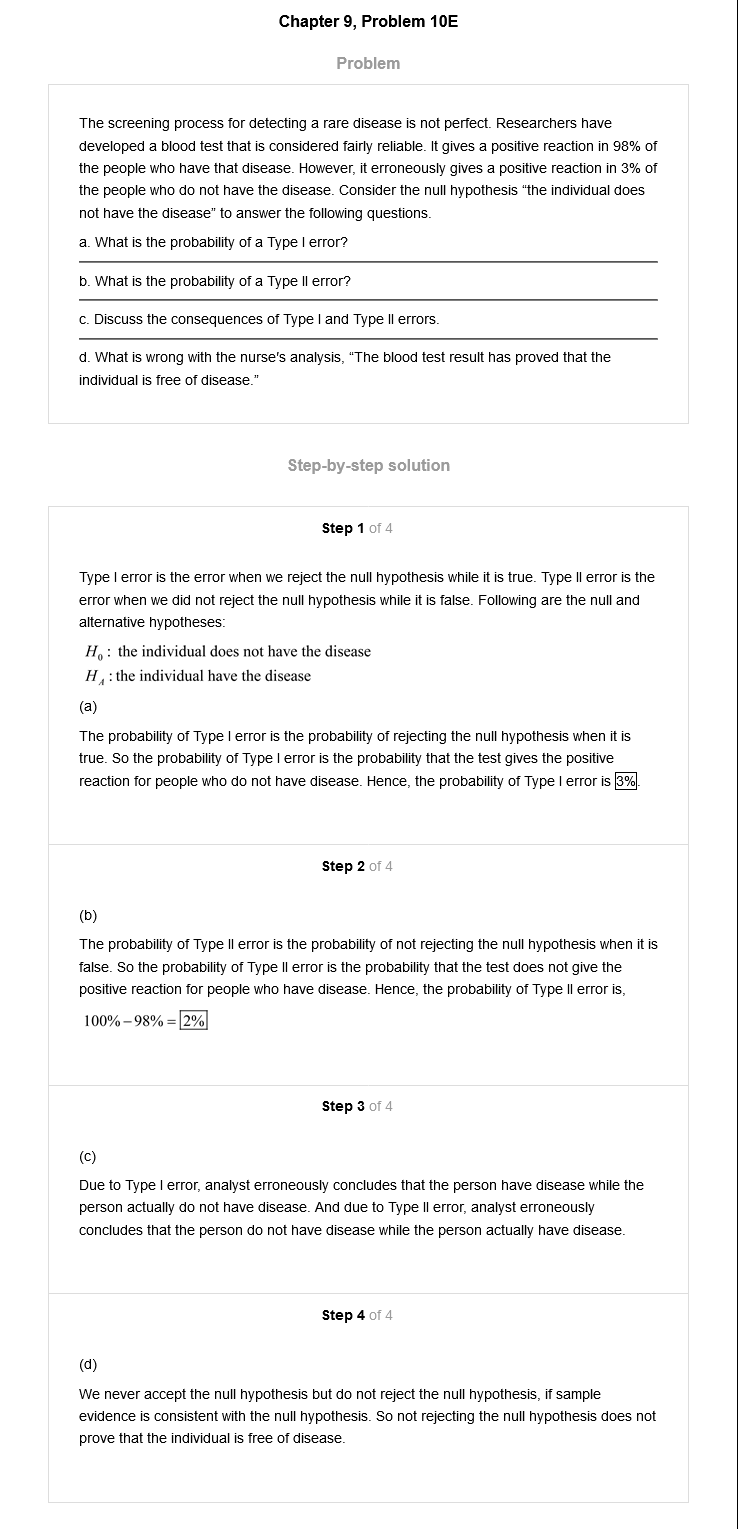 Chapter 9, Problem 10E
Problem
The screening process for detecting a rare disease is not perfect. Researchers have
developed a blood test that is considered fairly reliable. It gives a positive reaction in 98% of
the people who have that disease. However, it erroneously gives a positive reaction in 3% of
the people who do not have the disease. Consider the null hypothesis “the individual does
not have the disease” to answer the following questions.
a. What is the probability of a Type I error?
b. What is the probability of a Type II error?
c. Discuss the consequences of Type I and Type II errors.
d. What is wrong with the nurse's analysis, “The blood test result has proved that the
individual is free of disease.”
Step-by-step solution
Step 1 of 4
Type I error is the error when we reject the null hypothesis while it is true. Type II error is the
error when we did not reject the null hypothesis while it is false. Following are the null and
alternative hypotheses:
H₀ : the individual does not have the disease
H_A : the individual have the disease
(a)
The probability of Type I error is the probability of rejecting the null hypothesis when it is
true. So the probability of Type I error is the probability that the test gives the positive
reaction for people who do not have disease. Hence, the probability of Type I error is 3%.
Step 2 of 4
(b)
The probability of Type II error is the probability of not rejecting the null hypothesis when it is
false. So the probability of Type II error is the probability that the test does not give the
positive reaction for people who have disease. Hence, the probability of Type II error is,
100%−98% = 2%
Step 3 of 4
(c)
Due to Type I error, analyst erroneously concludes that the person have disease while the
person actually do not have disease. And due to Type II error, analyst erroneously
concludes that the person do not have disease while the person actually have disease.
Step 4 of 4
(d)
We never accept the null hypothesis but do not reject the null hypothesis, if sample
evidence is consistent with the null hypothesis. So not rejecting the null hypothesis does not
prove that the individual is free of disease.